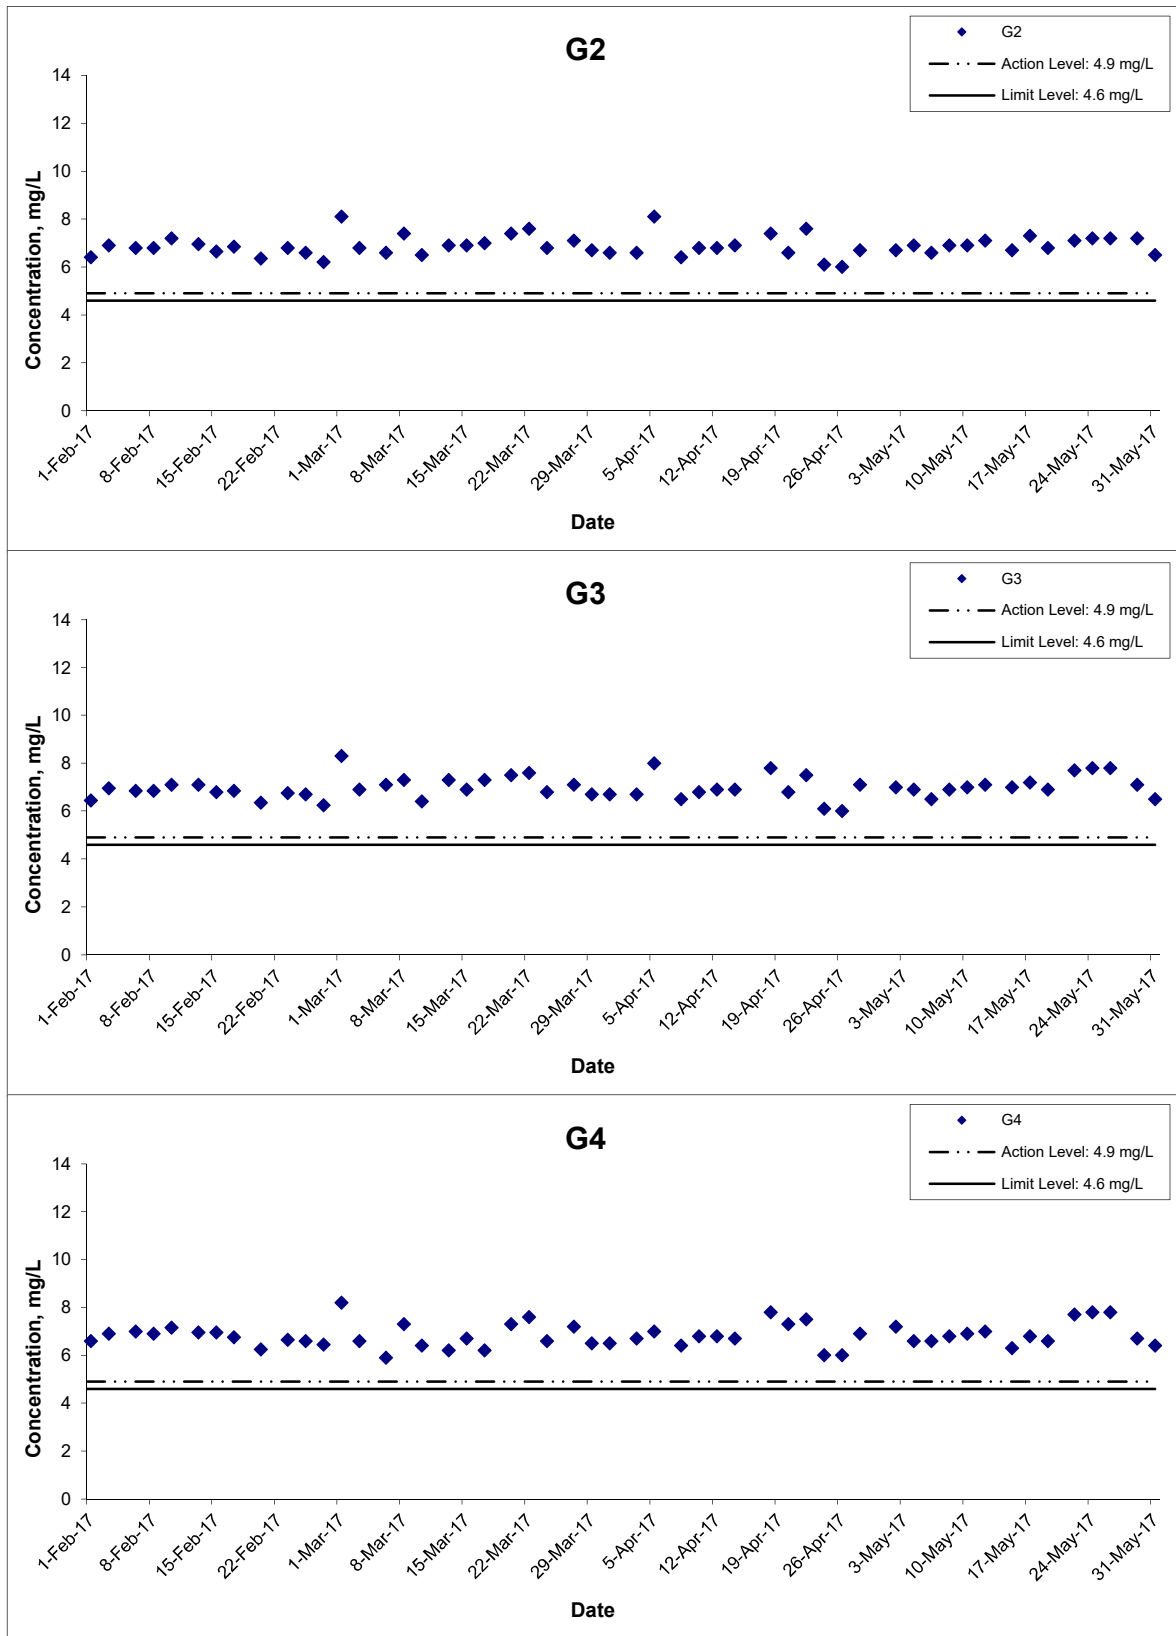 G2
G2
Action Level: 4.9 mg/L
Limit Level: 4.6 mg/L
Concentration, mg/L
14
12
10
8
6
4
2
0
1-Feb-17
8-Feb-17
15-Feb-17
22-Feb-17
1-Mar-17
8-Mar-17
15-Mar-17
22-Mar-17
29-Mar-17
5-Apr-17
12-Apr-17
19-Apr-17
26-Apr-17
3-May-17
10-May-17
17-May-17
24-May-17
31-May-17
Date
G3
G3
Action Level: 4.9 mg/L
Limit Level: 4.6 mg/L
Concentration, mg/L
14
12
10
8
6
4
2
0
1-Feb-17
8-Feb-17
15-Feb-17
22-Feb-17
1-Mar-17
8-Mar-17
15-Mar-17
22-Mar-17
29-Mar-17
5-Apr-17
12-Apr-17
19-Apr-17
26-Apr-17
3-May-17
10-May-17
17-May-17
24-May-17
31-May-17
Date
G4
G4
Action Level: 4.9 mg/L
Limit Level: 4.6 mg/L
Concentration, mg/L
14
12
10
8
6
4
2
0
1-Feb-17
8-Feb-17
15-Feb-17
22-Feb-17
1-Mar-17
8-Mar-17
15-Mar-17
22-Mar-17
29-Mar-17
5-Apr-17
12-Apr-17
19-Apr-17
26-Apr-17
3-May-17
10-May-17
17-May-17
24-May-17
31-May-17
Date